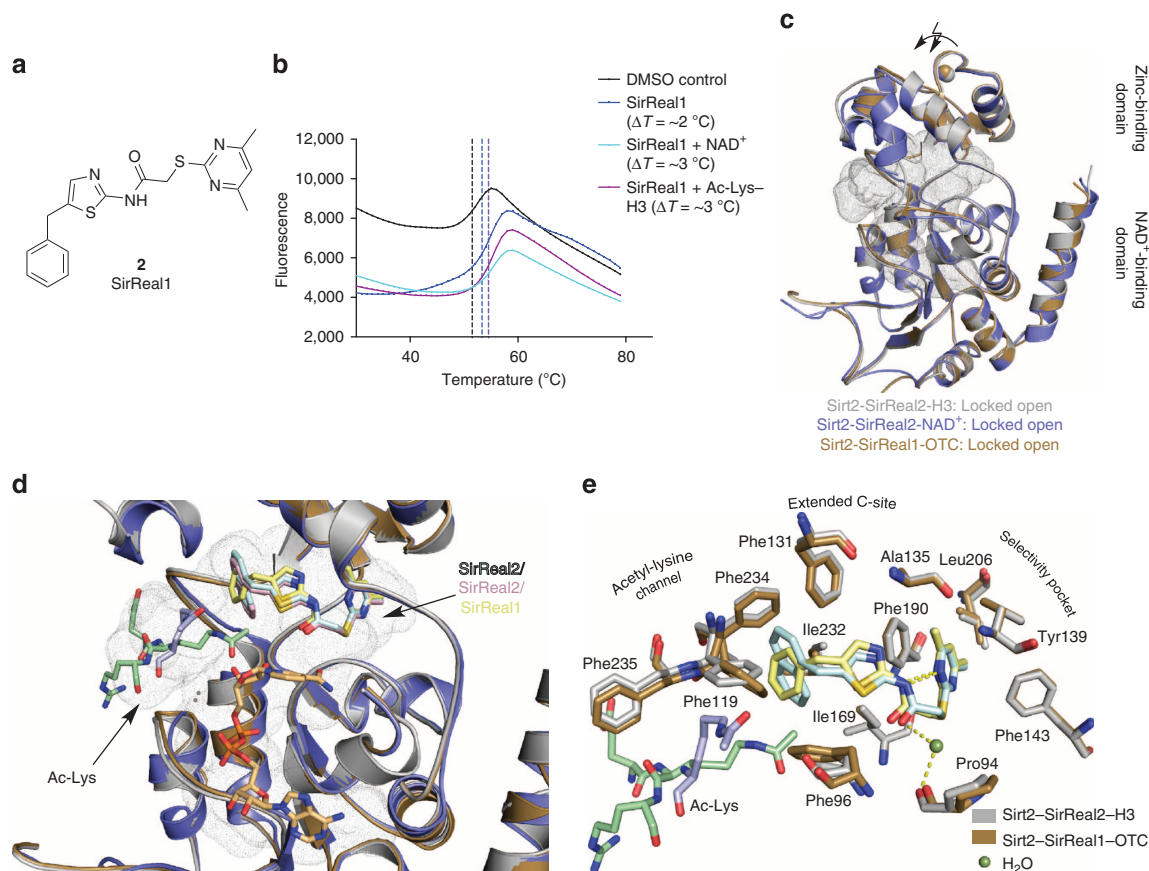 a
N
S
O
NH
S
N
N
2
SirReal1
b
DMSO control
SirReal1
(ΔT = ~2 °C)
SirReal1 + NAD⁺
(ΔT = ~3 °C)
SirReal1 + Ac-Lys–
H3 (ΔT = ~3 °C)
Fluorescence
12,000
10,000
8,000
6,000
4,000
2,000
40
60
80
Temperature (°C)
c
Zinc-binding
domain
NAD⁺-binding
domain
Sirt2-SirReal2-H3: Locked open
Sirt2-SirReal2-NAD⁺: Locked open
Sirt2-SirReal1-OTC: Locked open
d
SirReal2/
SirReal2/
SirReal1
Ac-Lys
e
Extended C-site
Acetyl-lysine
channel
Selectivity pocket
Phe131
Ala135
Leu206
Phe234
Phe190
Tyr139
Ile232
Phe235
Phe119
Ile169
Phe143
Ac-Lys
Phe96
Pro94
Sirt2–SirReal2–H3
Sirt2–SirReal1–OTC
H₂O